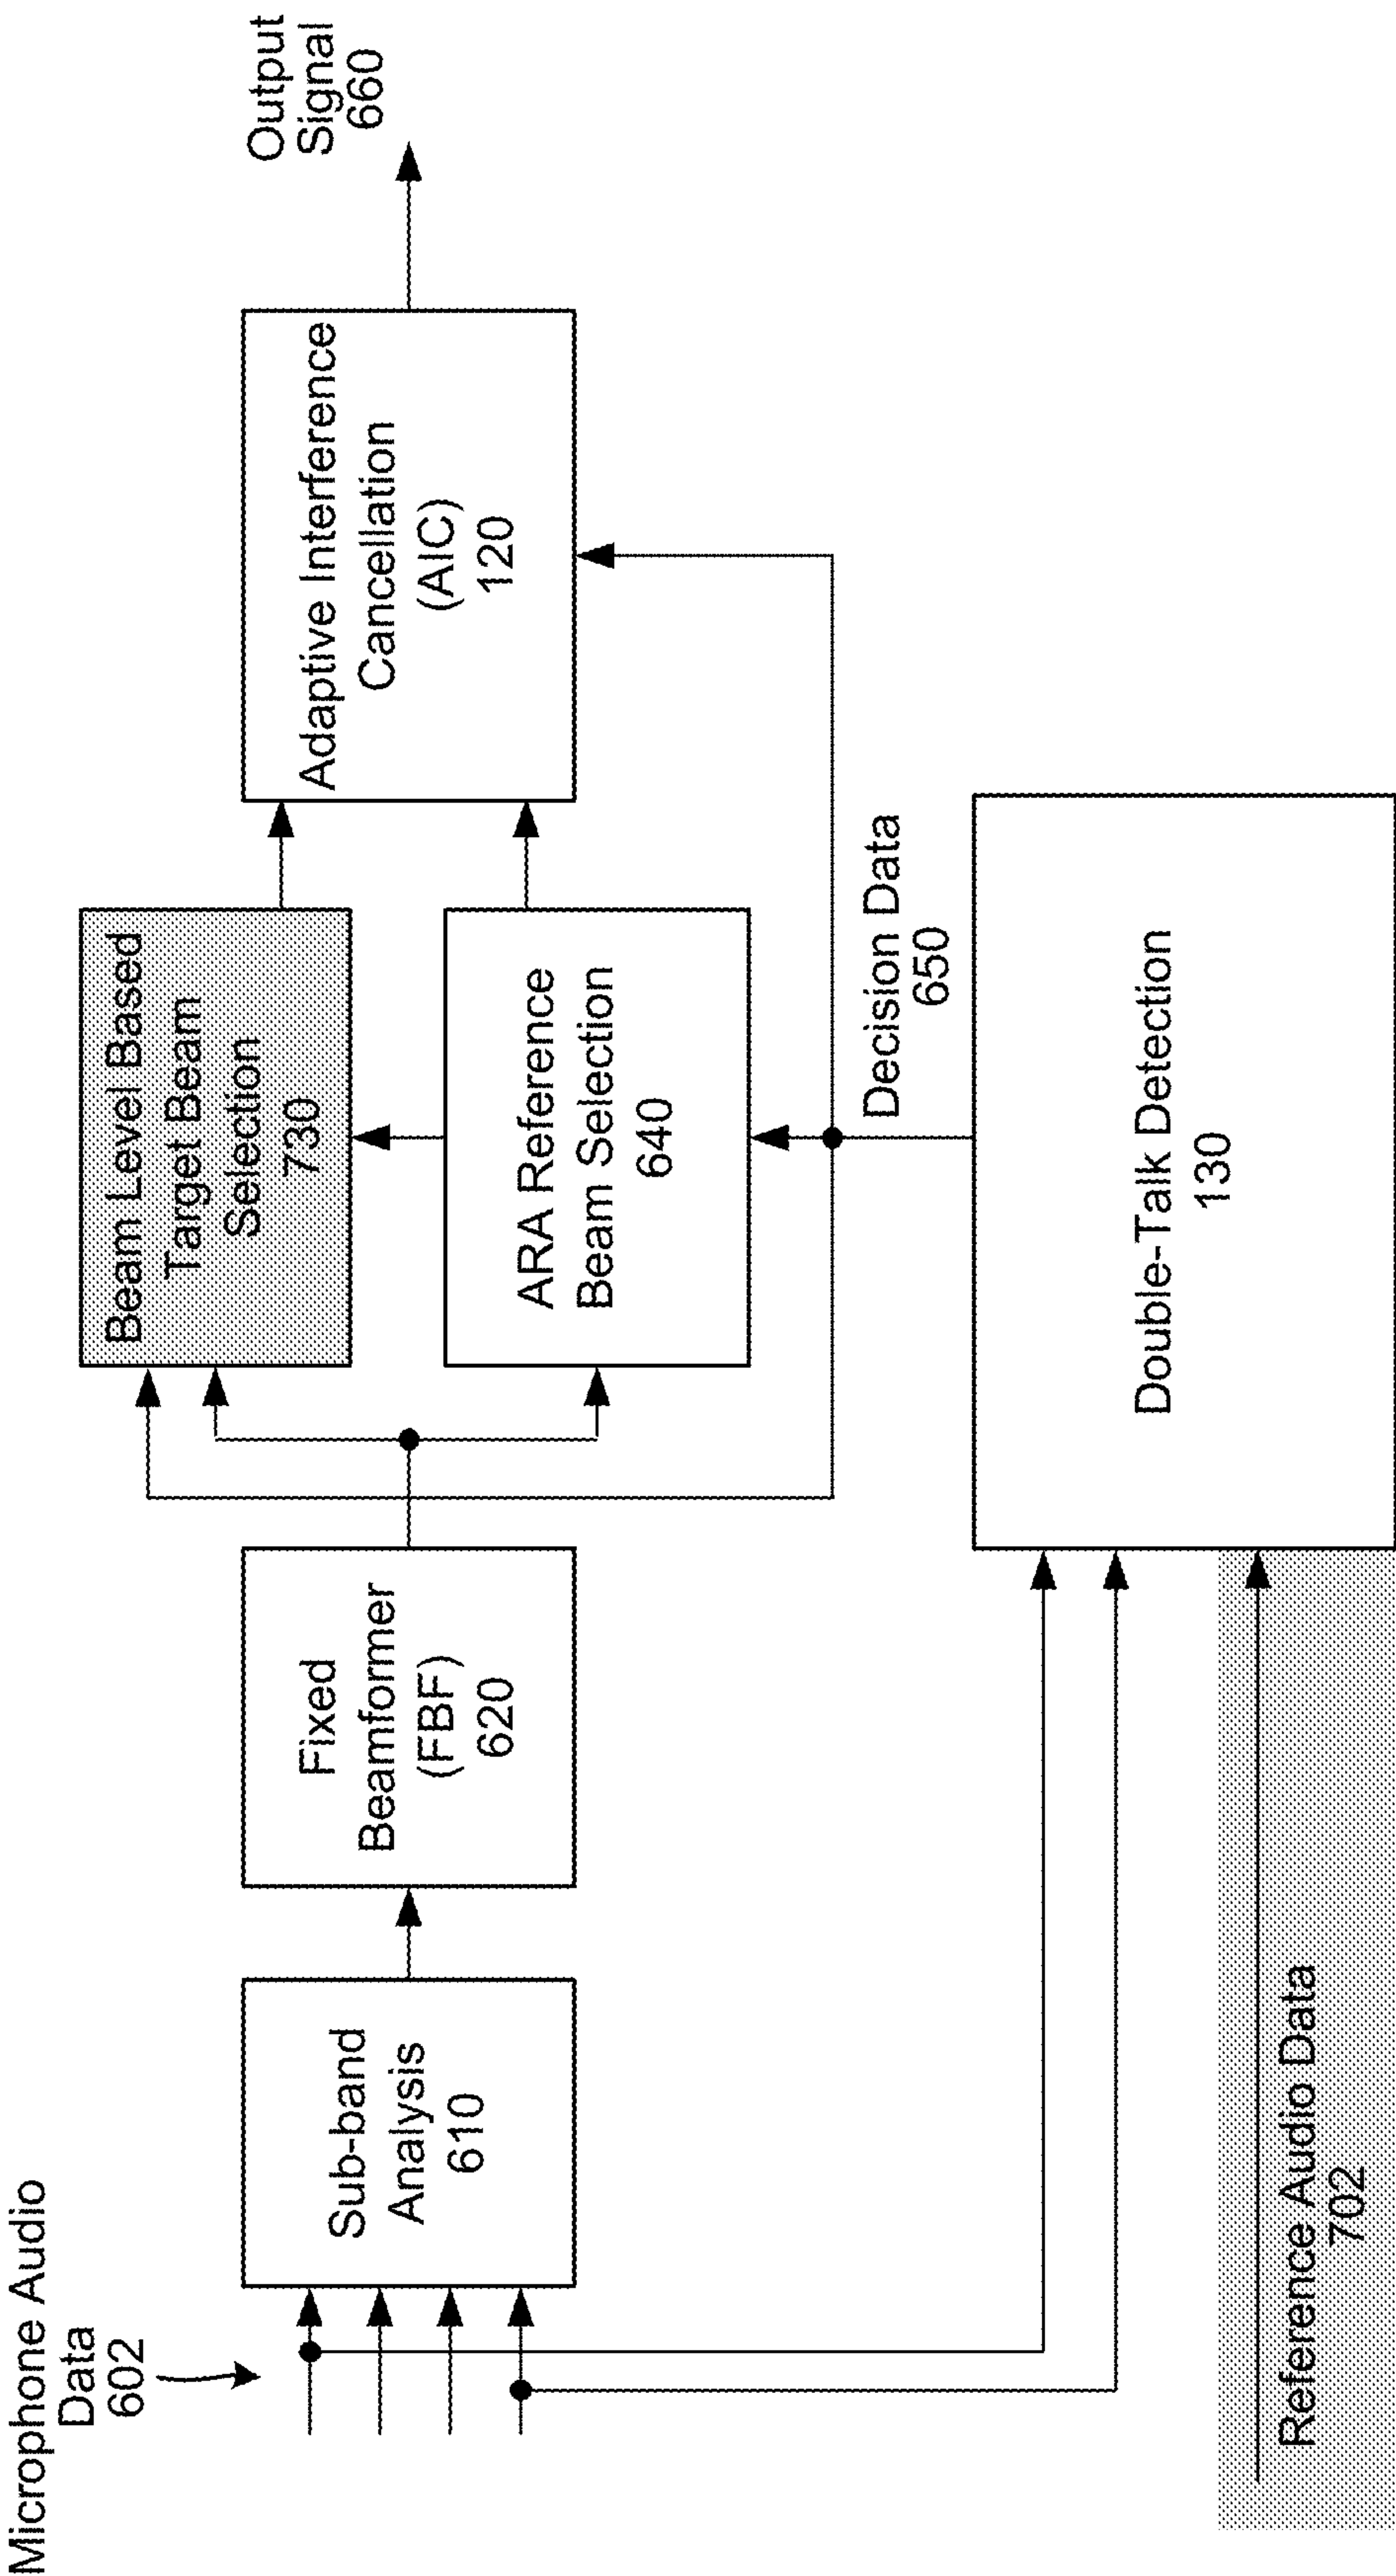 Microphone Audio
Data
602
Sub-band
Analysis
610
Fixed
Beamformer
(FBF)
620
Beam Level Based
Target Beam
Selection
730
ARA Reference
Beam Selection
640
Adaptive Interference
Cancellation
(AIC)
120
Output
Signal
660
Decision Data
650
Double-Talk Detection
130
Reference Audio Data
702